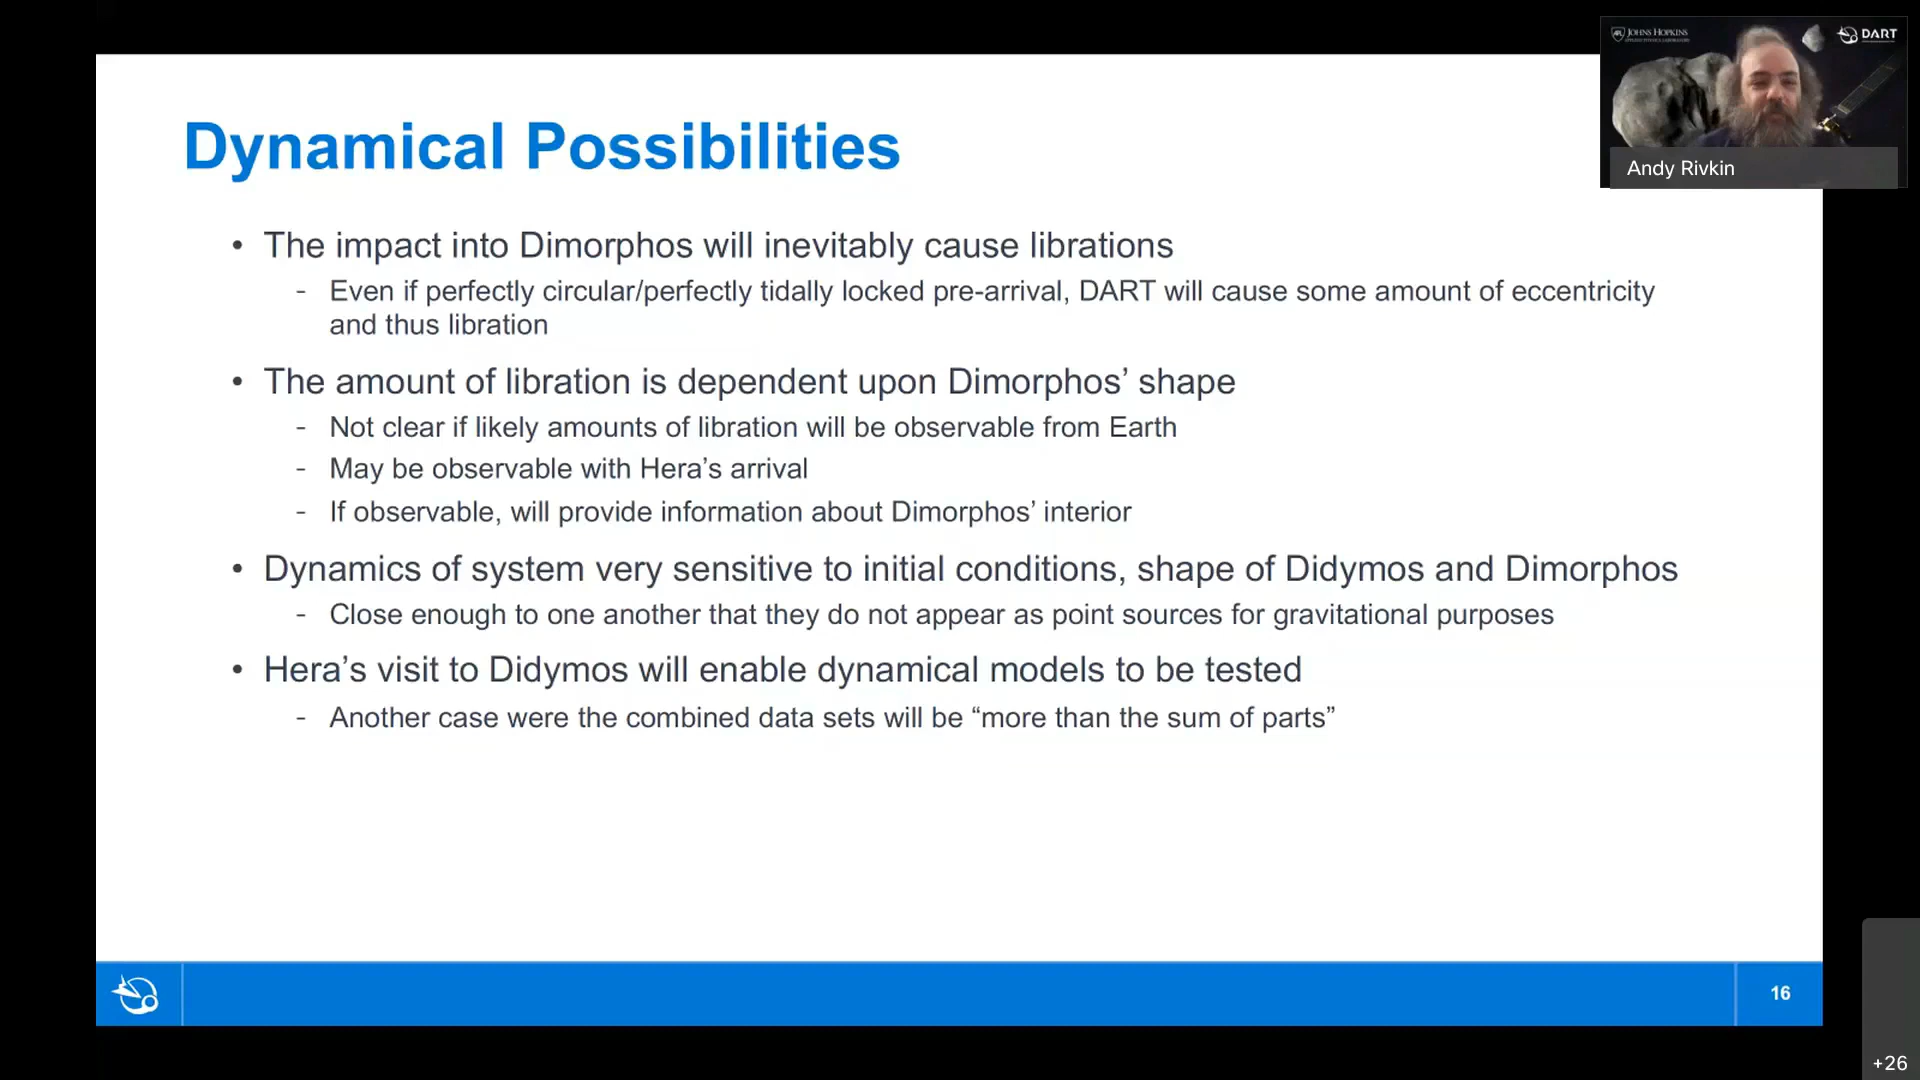 JOHNS HOPKINS
DART
Andy Rivkin
Dynamical Possibilities
• The impact into Dimorphos will inevitably cause librations
- Even if perfectly circular/perfectly tidally locked pre-arrival, DART will cause some amount of eccentricity
and thus libration
• The amount of libration is dependent upon Dimorphos’ shape
- Not clear if likely amounts of libration will be observable from Earth
- May be observable with Hera’s arrival
- If observable, will provide information about Dimorphos’ interior
• Dynamics of system very sensitive to initial conditions, shape of Didymos and Dimorphos
- Close enough to one another that they do not appear as point sources for gravitational purposes
• Hera’s visit to Didymos will enable dynamical models to be tested
- Another case were the combined data sets will be “more than the sum of parts”
16
+26